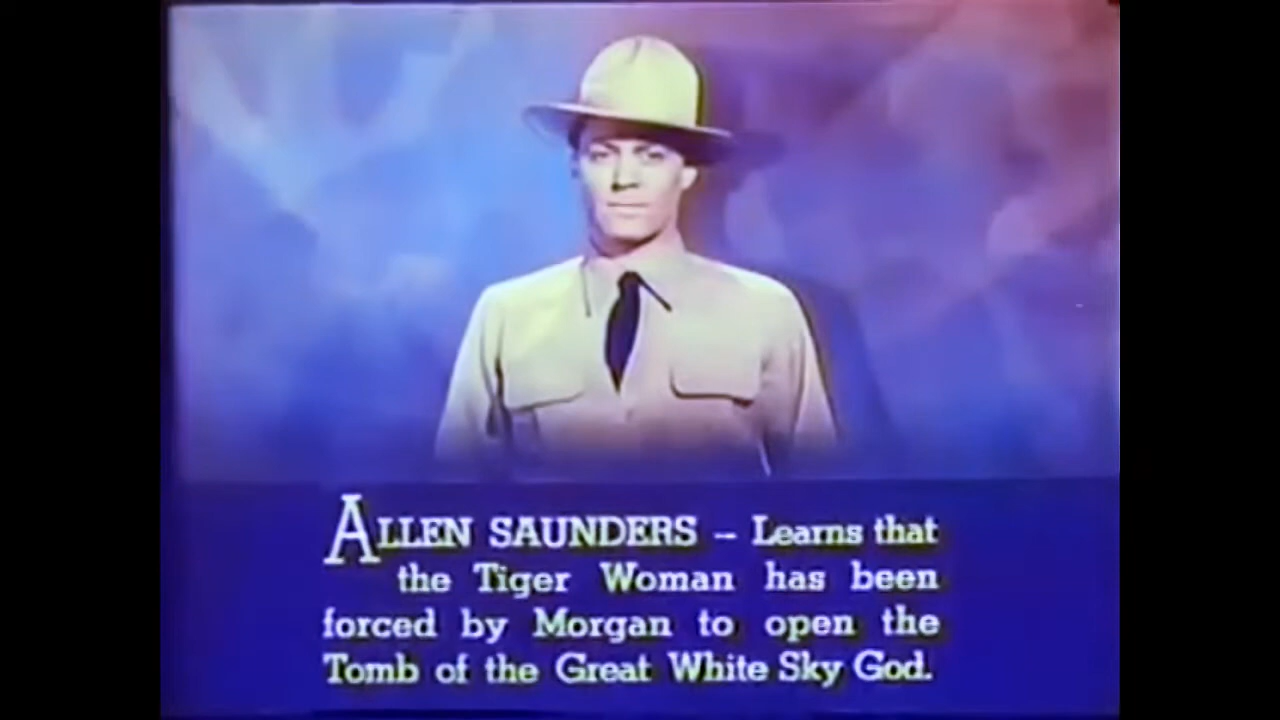 ALLEN SAUNDERS – Learns that
the Tiger Woman has been
forced by Morgan to open the
Tomb of the Great White Sky God.